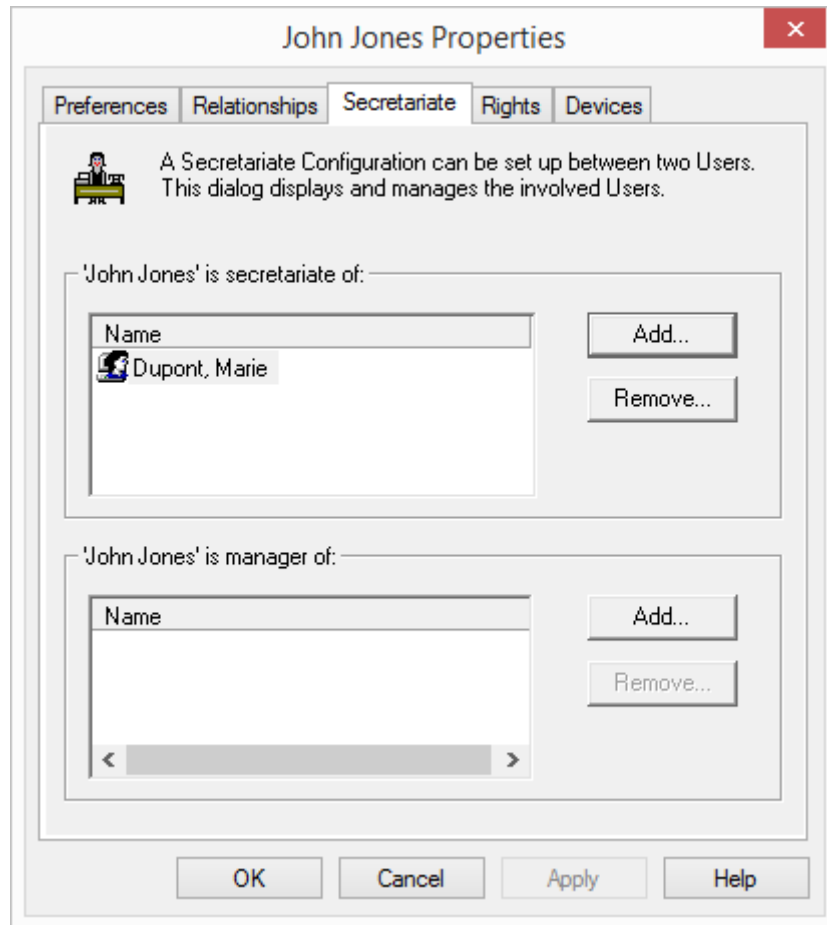 John Jones Properties
Preferences Relationships Secretariate Rights Devices
A Secretariate Configuration can be set up between two Users.
This dialog displays and manages the involved Users.
'John Jones' is secretariate of:
Name
Add...
Dupont, Marie
Remove...
'John Jones' is manager of:
Name
Add...
Remove...
OK Cancel Apply Help